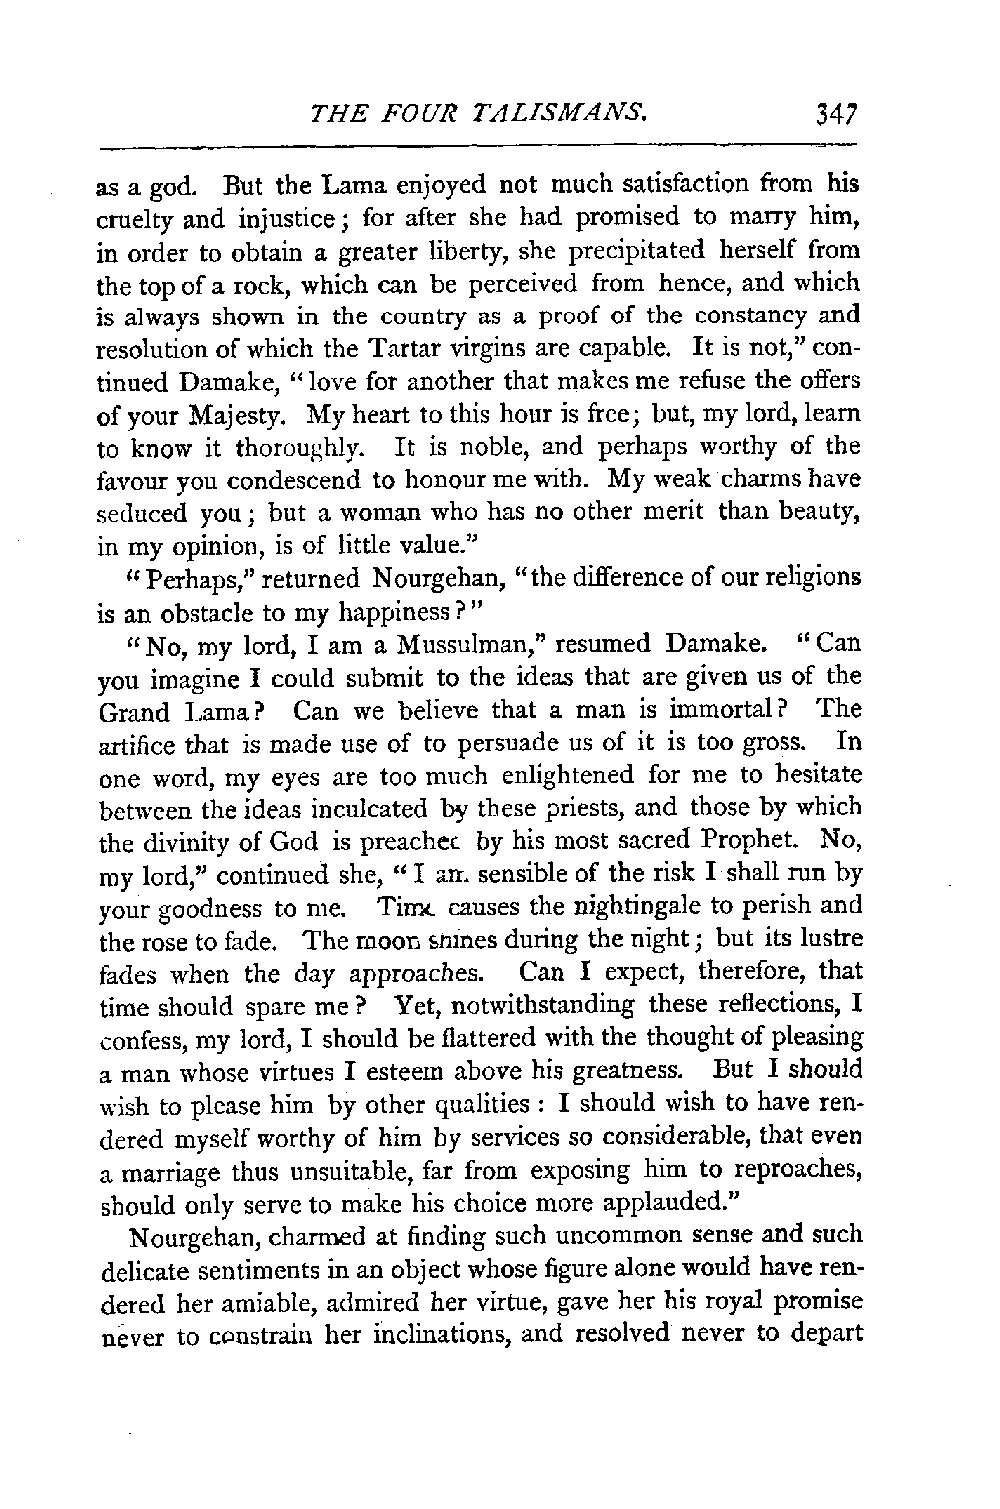 THE FOUR TALISMANS. 347
as a god. But the Lama enjoyed not much satisfaction from his
cruelty and injustice; for after she had promised to marry him,
in order to obtain a greater liberty, she precipitated herself from
the top of a rock, which can be perceived from hence, and which
is always shown in the country as a proof of the constancy and
resolution of which the Tartar virgins are capable. It is not," con-
tinued Damake, "love for another that makes me refuse the offers
of your Majesty. My heart to this hour is free; but, my lord, learn
to know it thoroughly. It is noble, and perhaps worthy of the
favour you condescend to honour me with. My weak charms have
seduced you; but a woman who has no other merit than beauty,
in my opinion, is of little value."
"Perhaps," returned Nourgehan, "the difference of our religions
is an obstacle to my happiness?"
"No, my lord, I am a Mussulman," resumed Damake. "Can
you imagine I could submit to the ideas that are given us of the
Grand Lama? Can we believe that a man is immortal? The
artifice that is made use of to persuade us of it is too gross. In
one word, my eyes are too much enlightened for me to hesitate
between the ideas inculcated by these priests, and those by which
the divinity of God is preached by his most sacred Prophet. No,
my lord," continued she, "I am sensible of the risk I shall run by
your goodness to me. Time causes the nightingale to perish and
the rose to fade. The moon shines during the night; but its lustre
fades when the day approaches. Can I expect, therefore, that
time should spare me? Yet, notwithstanding these reflections, I
confess, my lord, I should be flattered with the thought of pleasing
a man whose virtues I esteem above his greatness. But I should
wish to please him by other qualities: I should wish to have ren-
dered myself worthy of him by services so considerable, that even
a marriage thus unsuitable, far from exposing him to reproaches,
should only serve to make his choice more applauded."
Nourgehan, charmed at finding such uncommon sense and such
delicate sentiments in an object whose figure alone would have ren-
dered her amiable, admired her virtue, gave her his royal promise
never to constrain her inclinations, and resolved never to depart